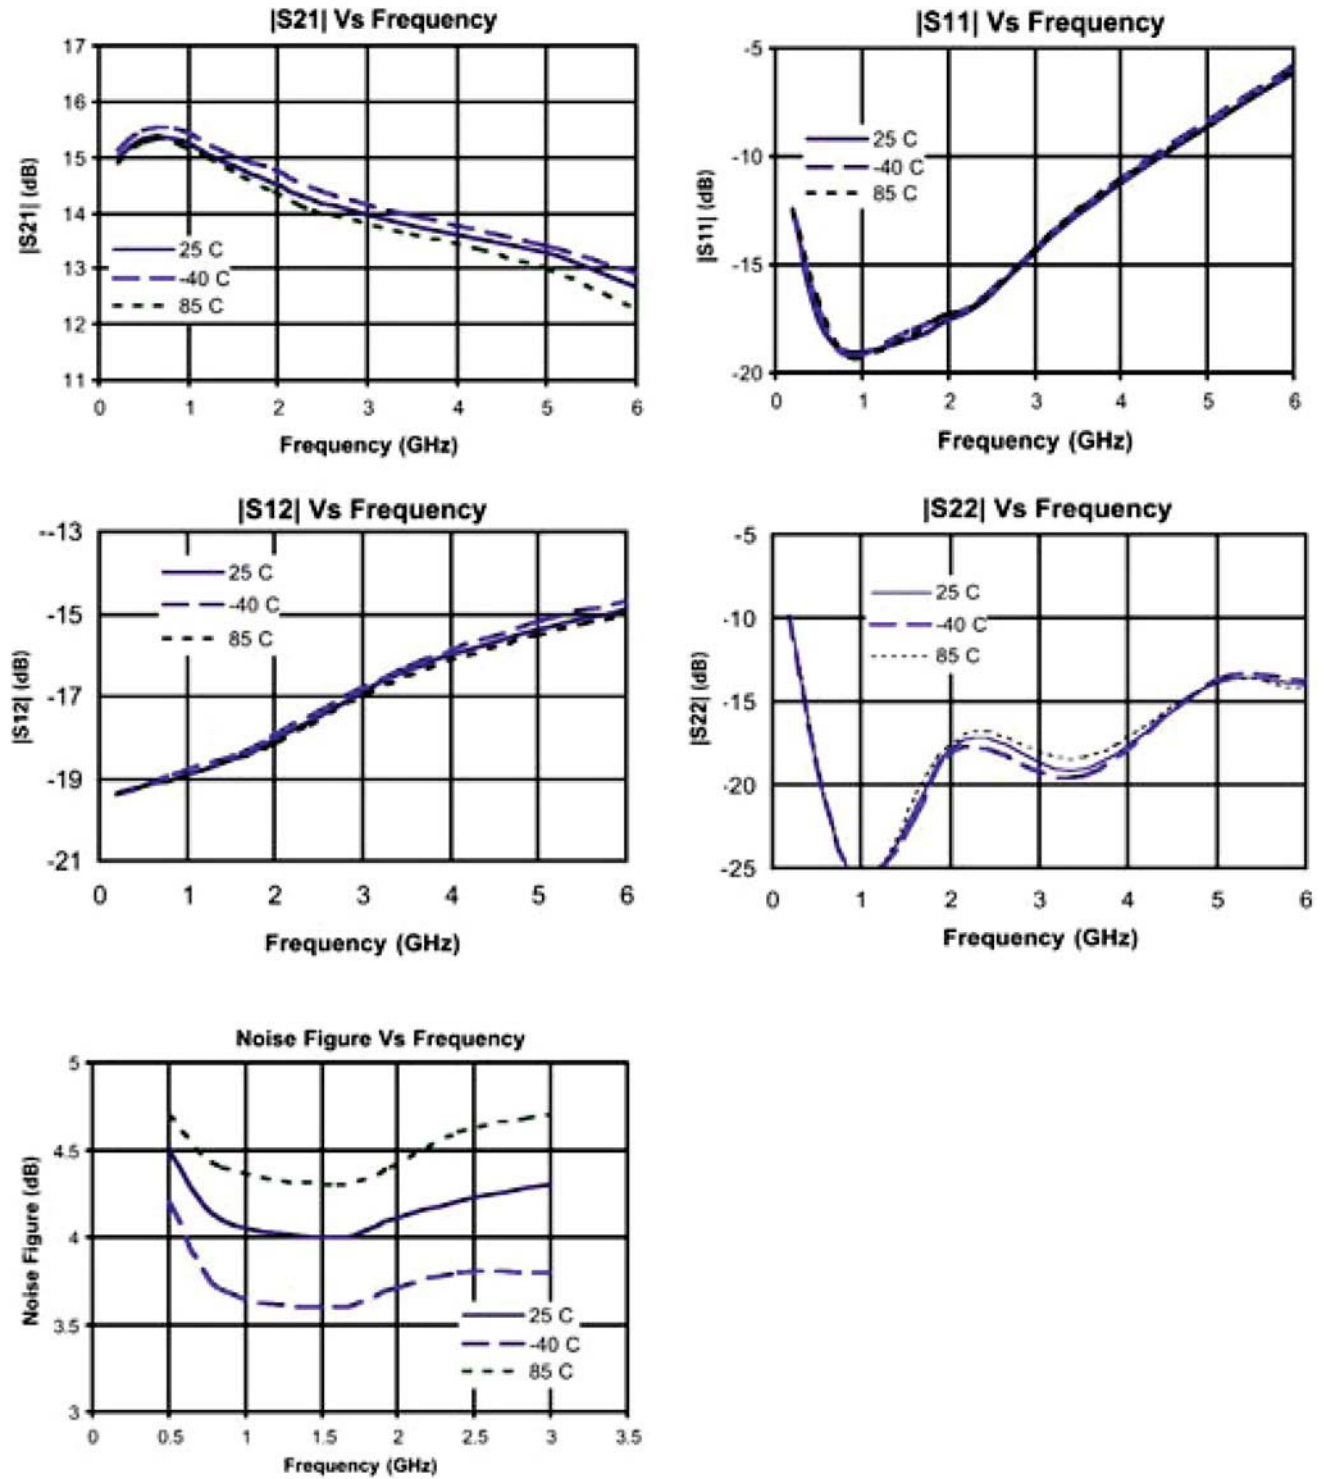 |S21| Vs Frequency
17
16
15
14
13
12
11
|S21| (dB)
25 C
-40 C
85 C
0 1 2 3 4 5 6
Frequency (GHz)
|S11| Vs Frequency
-5
-10
-15
-20
|S11| (dB)
25 C
-40 C
85 C
0 1 2 3 4 5 6
Frequency (GHz)
|S12| Vs Frequency
--13
-15
-17
-19
-21
|S12| (dB)
25 C
-40 C
85 C
0 1 2 3 4 5 6
Frequency (GHz)
|S22| Vs Frequency
-5
-10
-15
-20
-25
|S22| (dB)
25 C
-40 C
85 C
0 1 2 3 4 5 6
Frequency (GHz)
Noise Figure Vs Frequency
5
4.5
4
3.5
3
Noise Figure (dB)
25 C
-40 C
85 C
0 0.5 1 1.5 2 2.5 3 3.5
Frequency (GHz)